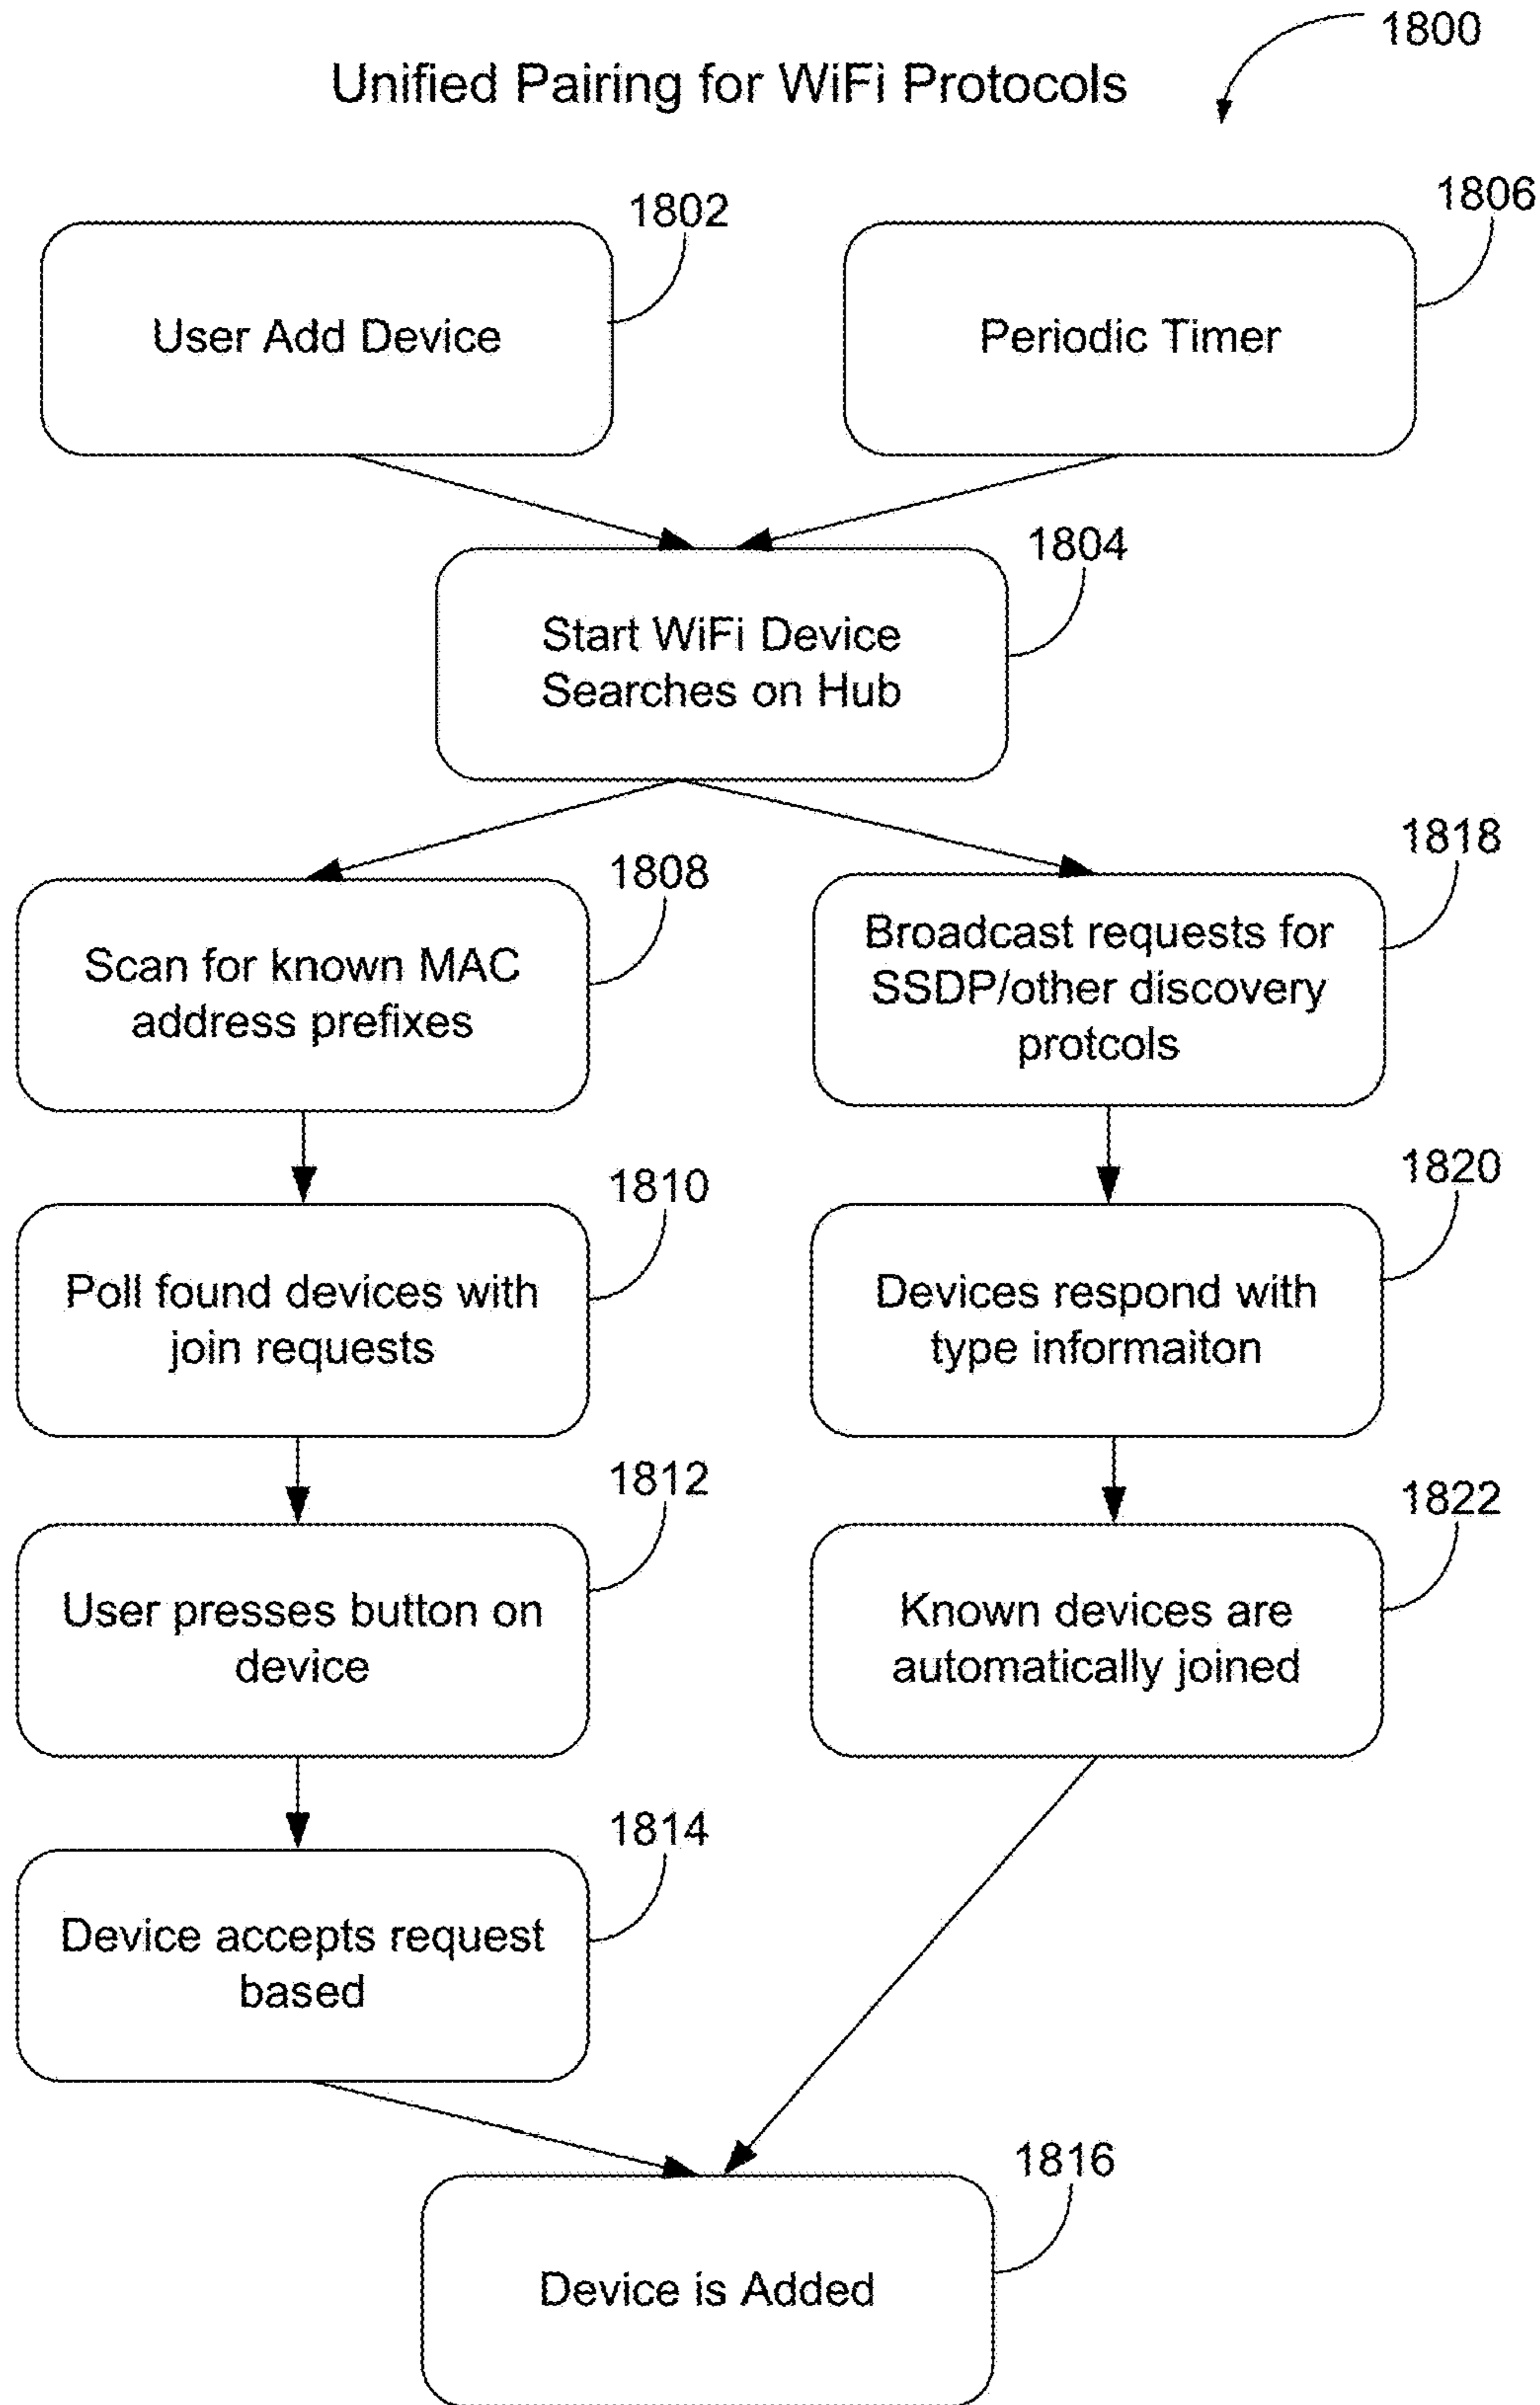 1800
Unified Pairing for WiFi Protocols
1802
1806
User Add Device
Periodic Timer
1804
Start WiFi Device
Searches on Hub
1808
1818
Scan for known MAC
address prefixes
Broadcast requests for
SSDP/other discovery
protcols
1810
1820
Poll found devices with
join requests
Devices respond with
type informaiton
1812
1822
User presses button on
device
Known devices are
automatically joined
1814
Device accepts request
based
1816
Device is Added